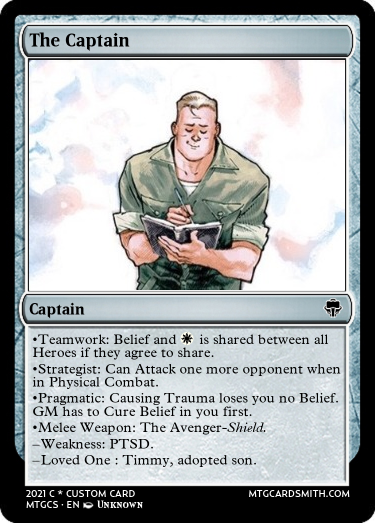 The Captain
Captain
•Teamwork: Belief and ☀ is shared between all
Heroes if they agree to share.
•Strategist: Can Attack one more opponent when
in Physical Combat.
•Pragmatic: Causing Trauma loses you no Belief.
GM has to Cure Belief in you first.
•Melee Weapon: The Avenger-Shield.
–Weakness: PTSD.
–Loved One : Timmy, adopted son.
2021 C * CUSTOM CARD
MTGCS · EN Unknown
MTGCARDSMITH.COM